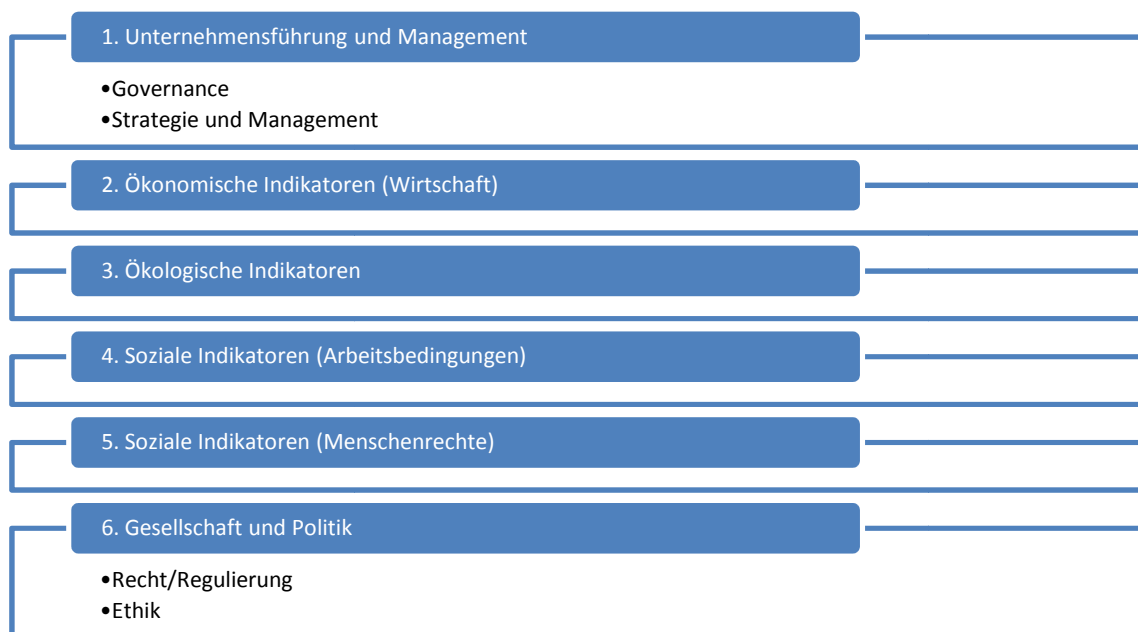 1. Unternehmensführung und Management
•Governance
•Strategie und Management
2. Ökonomische Indikatoren (Wirtschaft)
3. Ökologische Indikatoren
4. Soziale Indikatoren (Arbeitsbedingungen)
5. Soziale Indikatoren (Menschenrechte)
6. Gesellschaft und Politik
•Recht/Regulierung
•Ethik